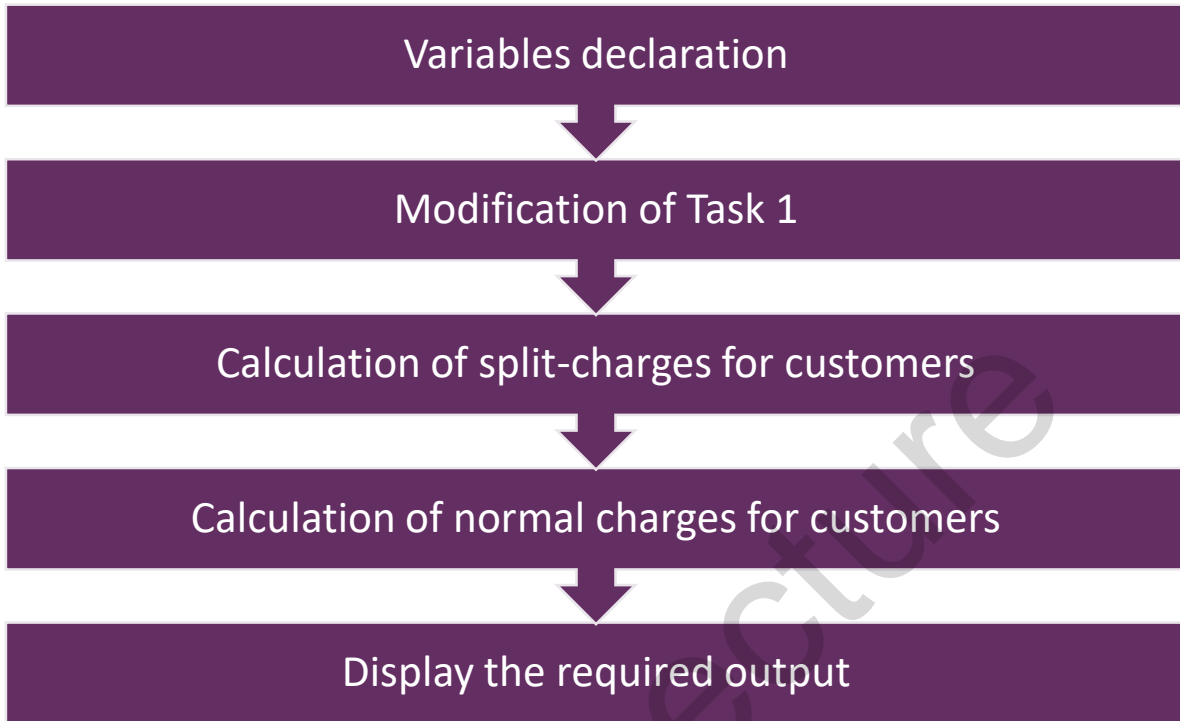 Variables declaration
Modification of Task 1
Calculation of split-charges for customers
Calculation of normal charges for customers
Display the required output